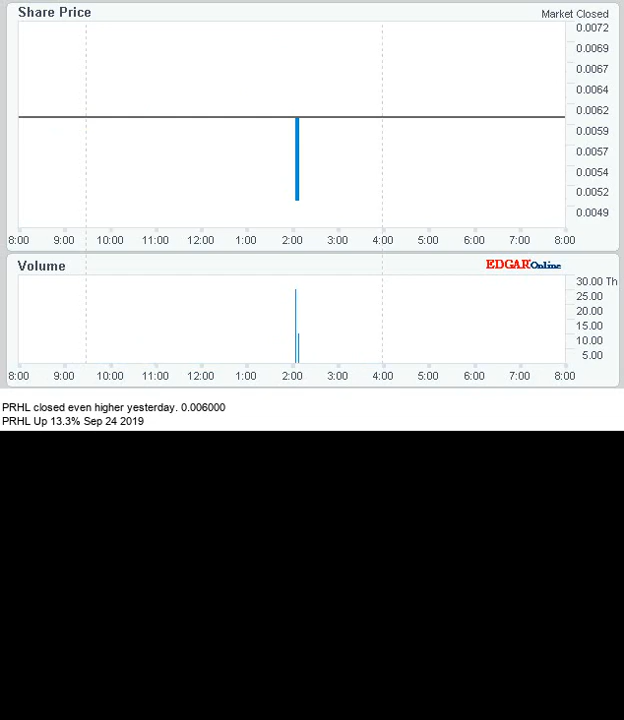 Share Price
Market Closed
0.0072
0.0069
0.0067
0.0064
0.0062
0.0059
0.0057
0.0054
0.0052
0.0049
8:00 9:00 10:00 11:00 12:00 1:00 2:00 3:00 4:00 5:00 6:00 7:00 8:00
Volume
EDGAROnline
30.00 Th
25.00
20.00
15.00
10.00
5.00
8:00 9:00 10:00 11:00 12:00 1:00 2:00 3:00 4:00 5:00 6:00 7:00 8:00
PRHL closed even higher yesterday. 0.006000
PRHL Up 13.3% Sep 24 2019